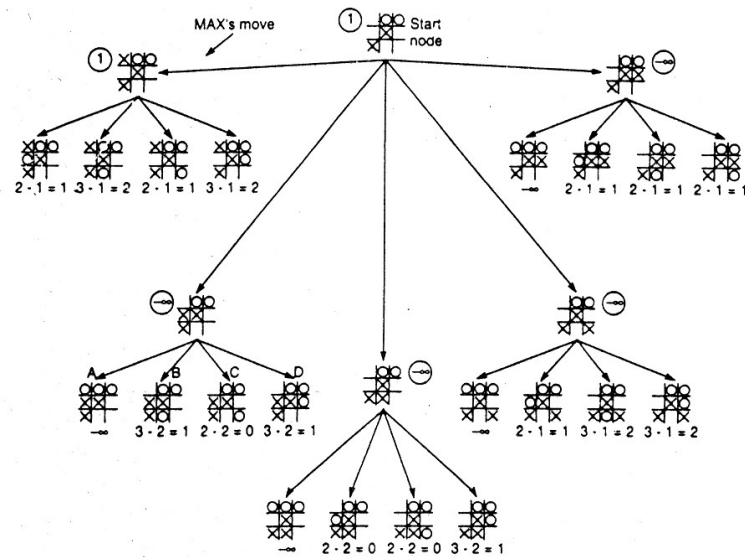 MAX's move
1
Start
node
1
-∞
2 - 1 = 1
3 - 1 = 2
2 - 1 = 1
3 - 1 = 2
-∞
2 - 1 = 1
2 - 1 = 1
2 - 1 = 1
-∞
-∞
A
B
C
D
-∞
3 - 2 = 1
2 - 2 = 0
3 - 2 = 1
-∞
-∞
2 - 1 = 1
3 - 1 = 2
3 - 1 = 2
-∞
2 - 2 = 0
2 - 2 = 0
3 - 2 = 1